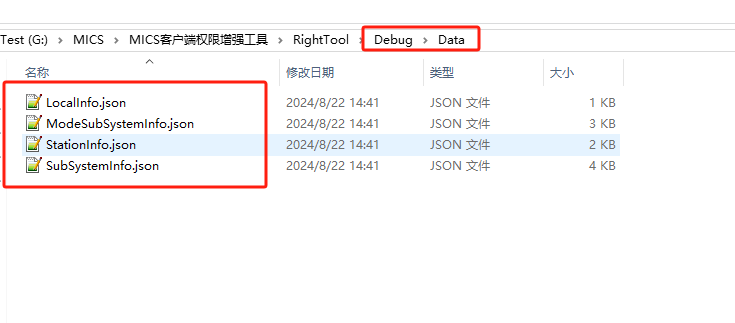 Test (G:) › MICS › MICS客户端权限增强工具 › RightTool › Debug › Data
名称 修改日期 类型 大小
LocalInfo.json 2024/8/22 14:41 JSON 文件 1 KB
ModeSubSystemInfo.json 2024/8/22 14:41 JSON 文件 3 KB
StationInfo.json 2024/8/22 14:41 JSON 文件 2 KB
SubSystemInfo.json 2024/8/22 14:41 JSON 文件 4 KB